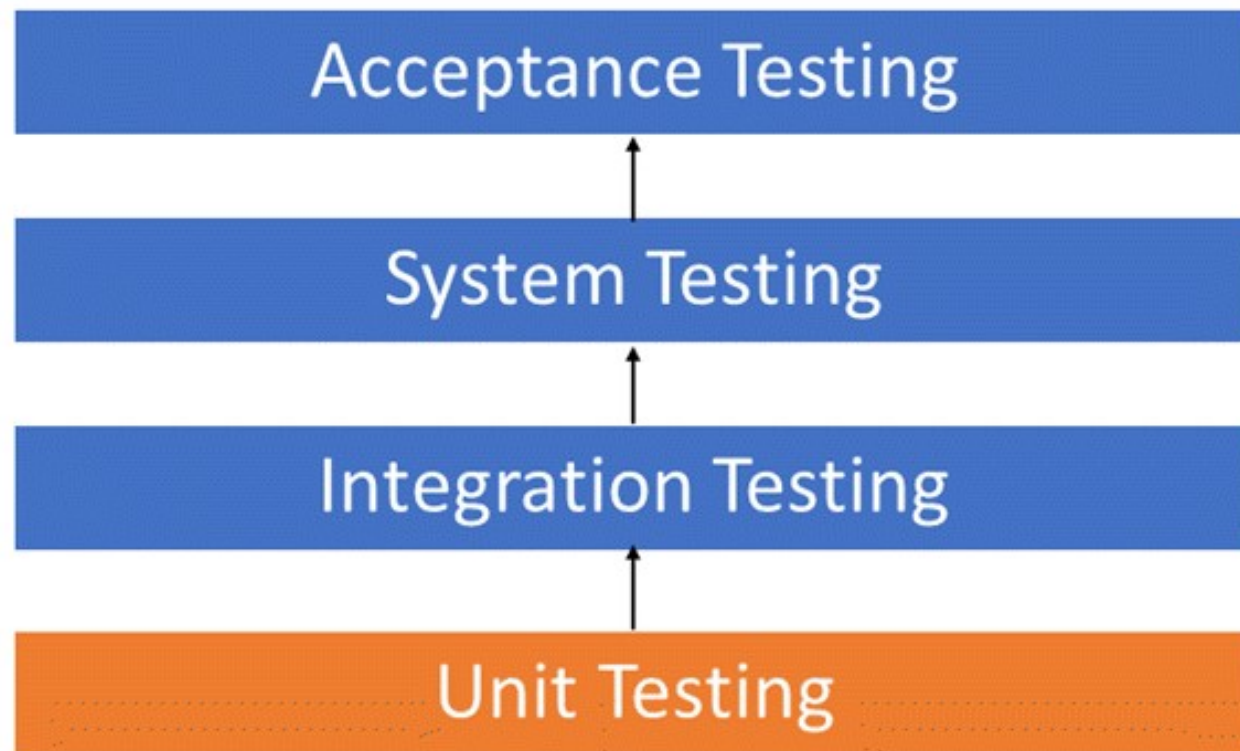 Acceptance Testing
System Testing
Integration Testing
Unit Testing